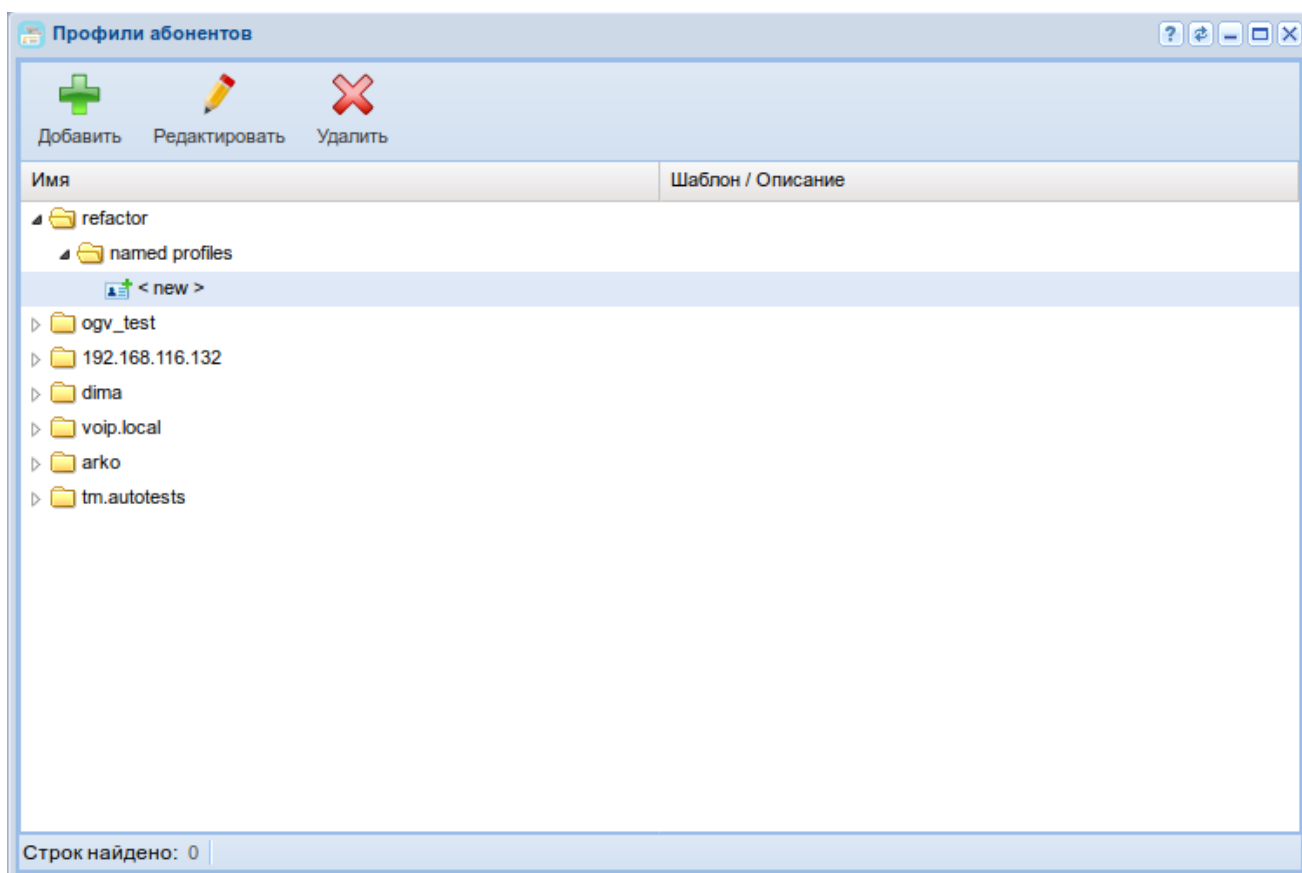 Профили абонентов
Добавить Редактировать Удалить
Имя Шаблон / Описание
refactor
named profiles
< new >
ogv_test
192.168.116.132
dima
voip.local
arko
tm.autotests
Строк найдено: 0